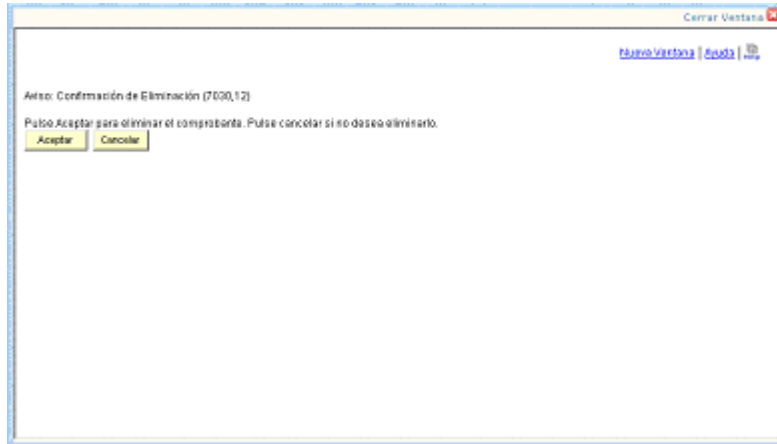 Cerrar Ventana
Nueva Ventana | Ayuda |
Aviso: Confirmación de Eliminación (7030,12)
Pulse Aceptar para eliminar el comprobante. Pulse cancelar si no desea eliminarlo.
Aceptar Cancelar